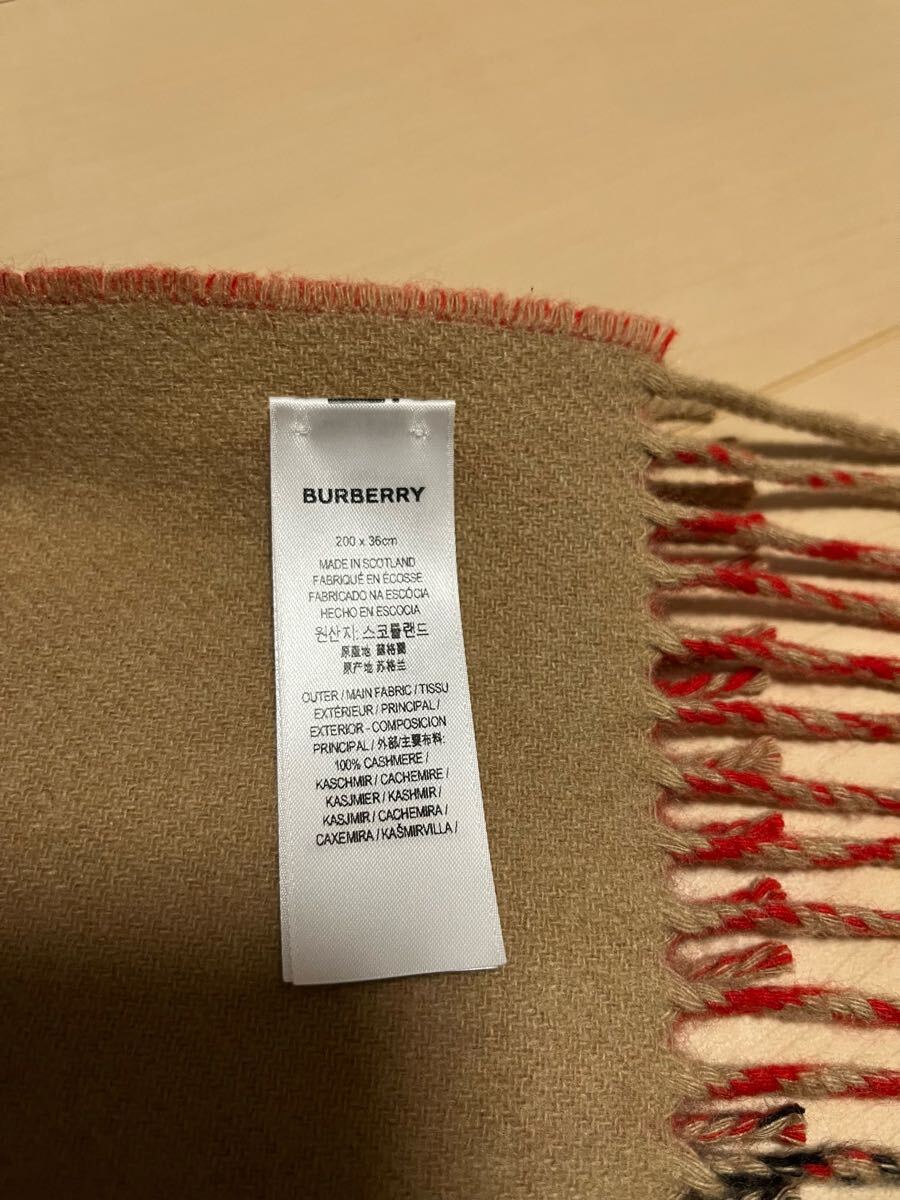 BURBERRY
200 x 36cm
MADE IN SCOTLAND
FABRIQUÉ EN ÉCOSSE
FABRICADO NA ESCÓCIA
HECHO EN ESCOCIA
원산지: 스코틀랜드
原產地 蘇格蘭
原产地 苏格兰
OUTER / MAIN FABRIC / TISSU
EXTÉRIEUR / PRINCIPAL /
EXTERIOR - COMPOSICION
PRINCIPAL / 外部/主要布料:
100% CASHMERE /
KASCHMIR / CACHEMIRE /
KASJMIER / KASHMIR /
KAŞMIR / CACHEMIRA /
CAXEMIRA / KAŠMIRVILLA /